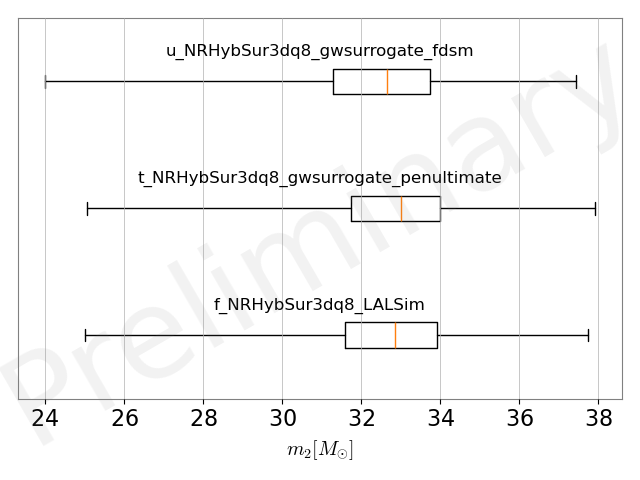 u_NRHybSur3dq8_gwsurrogate_fdsm
t_NRHybSur3dq8_gwsurrogate_penultimate
f_NRHybSur3dq8_LALSim
Preliminary
24 26 28 30 32 34 36 38
m₂[M⊙]